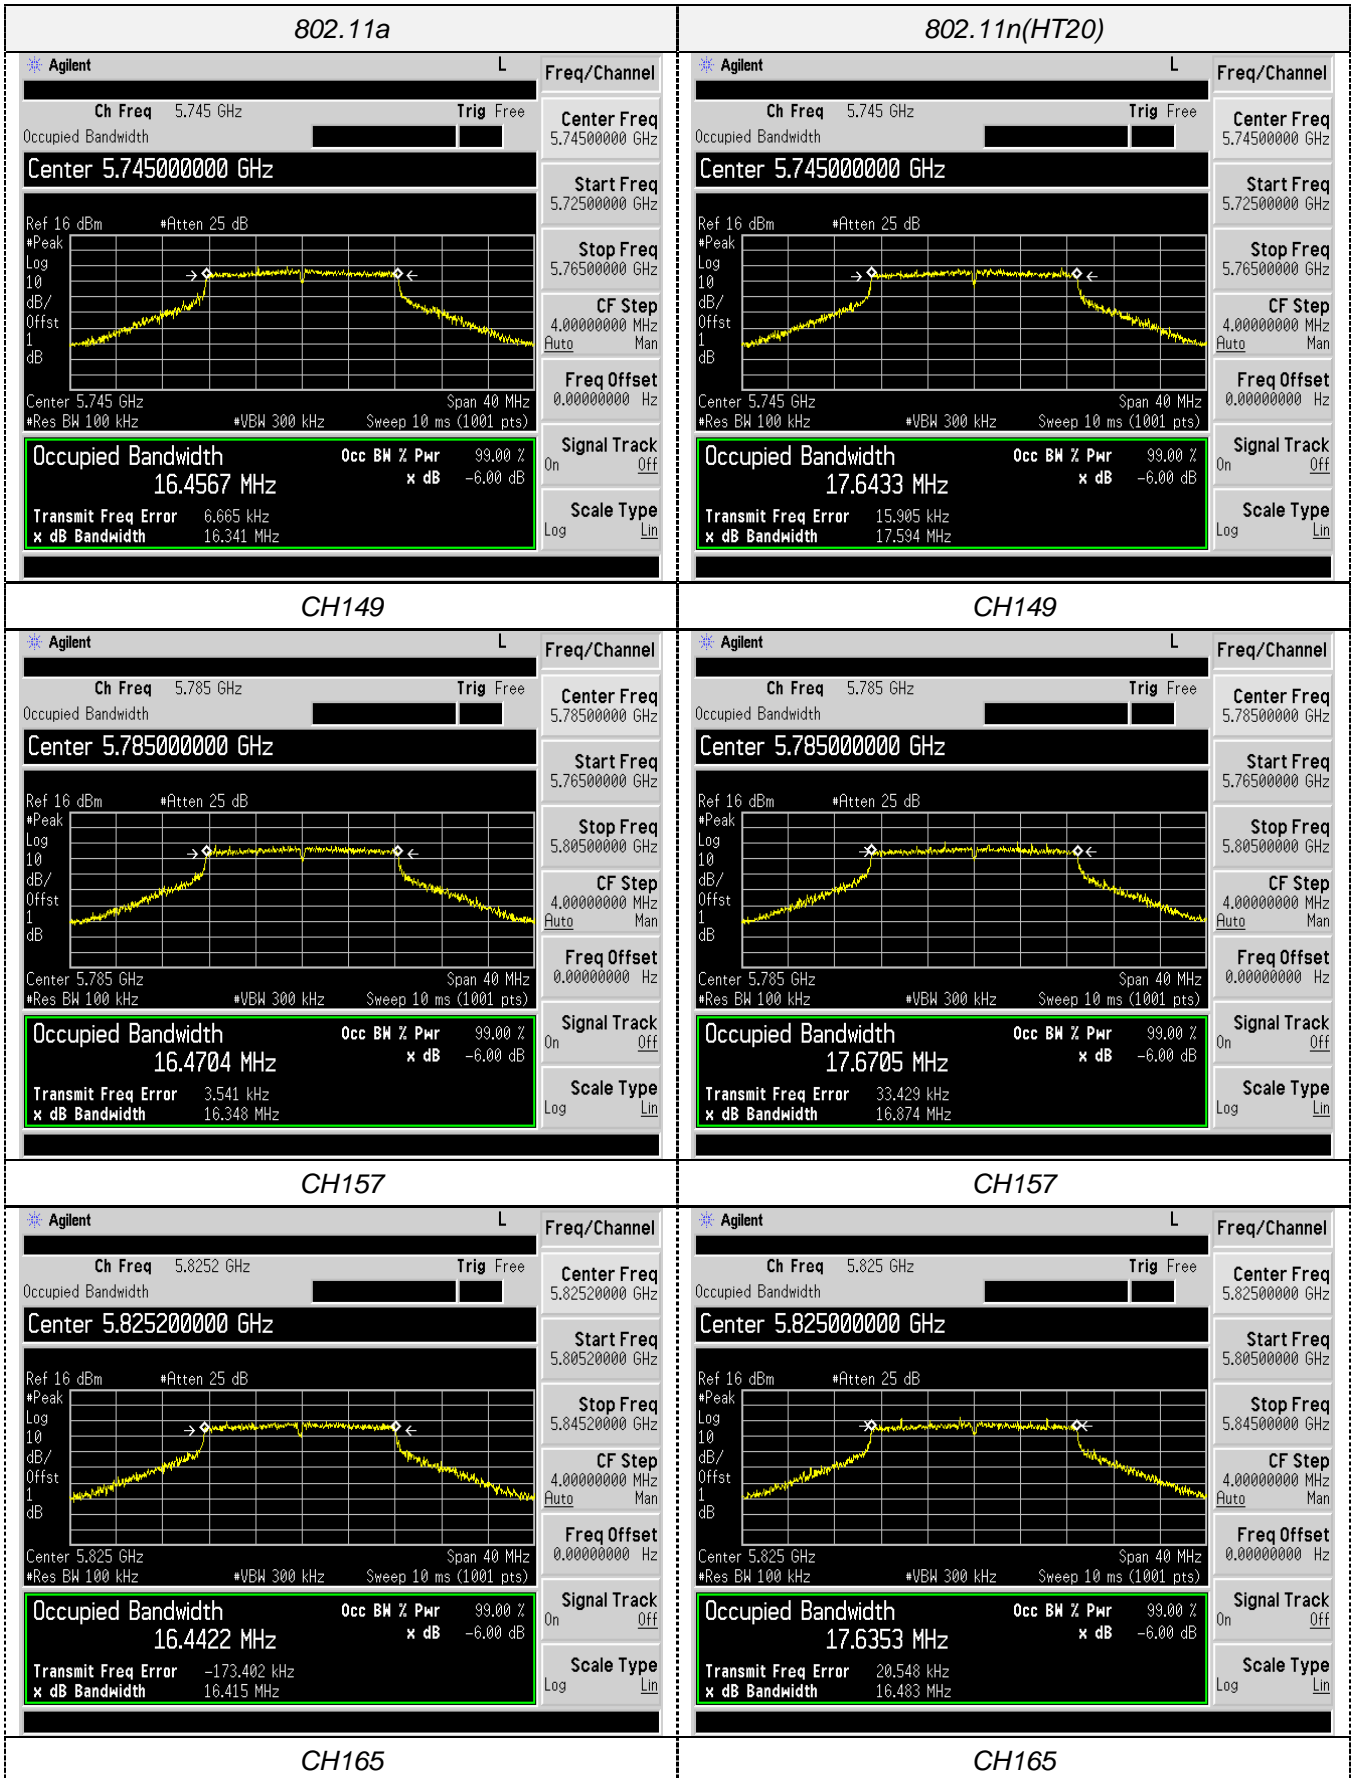 802.11a
802.11n(HT20)
Agilent L
Freq/Channel
Ch Freq 5.745 GHz Trig Free
Occupied Bandwidth
Center 5.745000000 GHz
Center Freq
5.74500000 GHz
Start Freq
5.72500000 GHz
Stop Freq
5.76500000 GHz
CF Step
4.00000000 MHz
Auto Man
Freq Offset
0.00000000 Hz
Signal Track
On Off
Scale Type
Log Lin
Ref 16 dBm #Atten 25 dB
#Peak
Log
10
dB/
Offst
1
dB
Center 5.745 GHz Span 40 MHz
#Res BW 100 kHz #VBW 300 kHz Sweep 10 ms (1001 pts)
Occupied Bandwidth Occ BW % Pwr 99.00 %
16.4567 MHz x dB -6.00 dB
Transmit Freq Error 6.665 kHz
x dB Bandwidth 16.341 MHz
Agilent L
Freq/Channel
Ch Freq 5.745 GHz Trig Free
Occupied Bandwidth
Center 5.745000000 GHz
Center Freq
5.74500000 GHz
Start Freq
5.72500000 GHz
Stop Freq
5.76500000 GHz
CF Step
4.00000000 MHz
Auto Man
Freq Offset
0.00000000 Hz
Signal Track
On Off
Scale Type
Log Lin
Ref 16 dBm #Atten 25 dB
#Peak
Log
10
dB/
Offst
1
dB
Center 5.745 GHz Span 40 MHz
#Res BW 100 kHz #VBW 300 kHz Sweep 10 ms (1001 pts)
Occupied Bandwidth Occ BW % Pwr 99.00 %
17.6433 MHz x dB -6.00 dB
Transmit Freq Error 15.905 kHz
x dB Bandwidth 17.594 MHz
CH149
CH149
Agilent L
Freq/Channel
Ch Freq 5.785 GHz Trig Free
Occupied Bandwidth
Center 5.785000000 GHz
Center Freq
5.78500000 GHz
Start Freq
5.76500000 GHz
Stop Freq
5.80500000 GHz
CF Step
4.00000000 MHz
Auto Man
Freq Offset
0.00000000 Hz
Signal Track
On Off
Scale Type
Log Lin
Ref 16 dBm #Atten 25 dB
#Peak
Log
10
dB/
Offst
1
dB
Center 5.785 GHz Span 40 MHz
#Res BW 100 kHz #VBW 300 kHz Sweep 10 ms (1001 pts)
Occupied Bandwidth Occ BW % Pwr 99.00 %
16.4704 MHz x dB -6.00 dB
Transmit Freq Error 3.541 kHz
x dB Bandwidth 16.348 MHz
Agilent L
Freq/Channel
Ch Freq 5.785 GHz Trig Free
Occupied Bandwidth
Center 5.785000000 GHz
Center Freq
5.78500000 GHz
Start Freq
5.76500000 GHz
Stop Freq
5.80500000 GHz
CF Step
4.00000000 MHz
Auto Man
Freq Offset
0.00000000 Hz
Signal Track
On Off
Scale Type
Log Lin
Ref 16 dBm #Atten 25 dB
#Peak
Log
10
dB/
Offst
1
dB
Center 5.785 GHz Span 40 MHz
#Res BW 100 kHz #VBW 300 kHz Sweep 10 ms (1001 pts)
Occupied Bandwidth Occ BW % Pwr 99.00 %
17.6705 MHz x dB -6.00 dB
Transmit Freq Error 33.429 kHz
x dB Bandwidth 16.874 MHz
CH157
CH157
Agilent L
Freq/Channel
Ch Freq 5.8252 GHz Trig Free
Occupied Bandwidth
Center 5.825200000 GHz
Center Freq
5.82520000 GHz
Start Freq
5.80520000 GHz
Stop Freq
5.84520000 GHz
CF Step
4.00000000 MHz
Auto Man
Freq Offset
0.00000000 Hz
Signal Track
On Off
Scale Type
Log Lin
Ref 16 dBm #Atten 25 dB
#Peak
Log
10
dB/
Offst
1
dB
Center 5.825 GHz Span 40 MHz
#Res BW 100 kHz #VBW 300 kHz Sweep 10 ms (1001 pts)
Occupied Bandwidth Occ BW % Pwr 99.00 %
16.4422 MHz x dB -6.00 dB
Transmit Freq Error -173.402 kHz
x dB Bandwidth 16.415 MHz
Agilent L
Freq/Channel
Ch Freq 5.825 GHz Trig Free
Occupied Bandwidth
Center 5.825000000 GHz
Center Freq
5.82500000 GHz
Start Freq
5.80500000 GHz
Stop Freq
5.84500000 GHz
CF Step
4.00000000 MHz
Auto Man
Freq Offset
0.00000000 Hz
Signal Track
On Off
Scale Type
Log Lin
Ref 16 dBm #Atten 25 dB
#Peak
Log
10
dB/
Offst
1
dB
Center 5.825 GHz Span 40 MHz
#Res BW 100 kHz #VBW 300 kHz Sweep 10 ms (1001 pts)
Occupied Bandwidth Occ BW % Pwr 99.00 %
17.6353 MHz x dB -6.00 dB
Transmit Freq Error 20.548 kHz
x dB Bandwidth 16.483 MHz
CH165
CH165